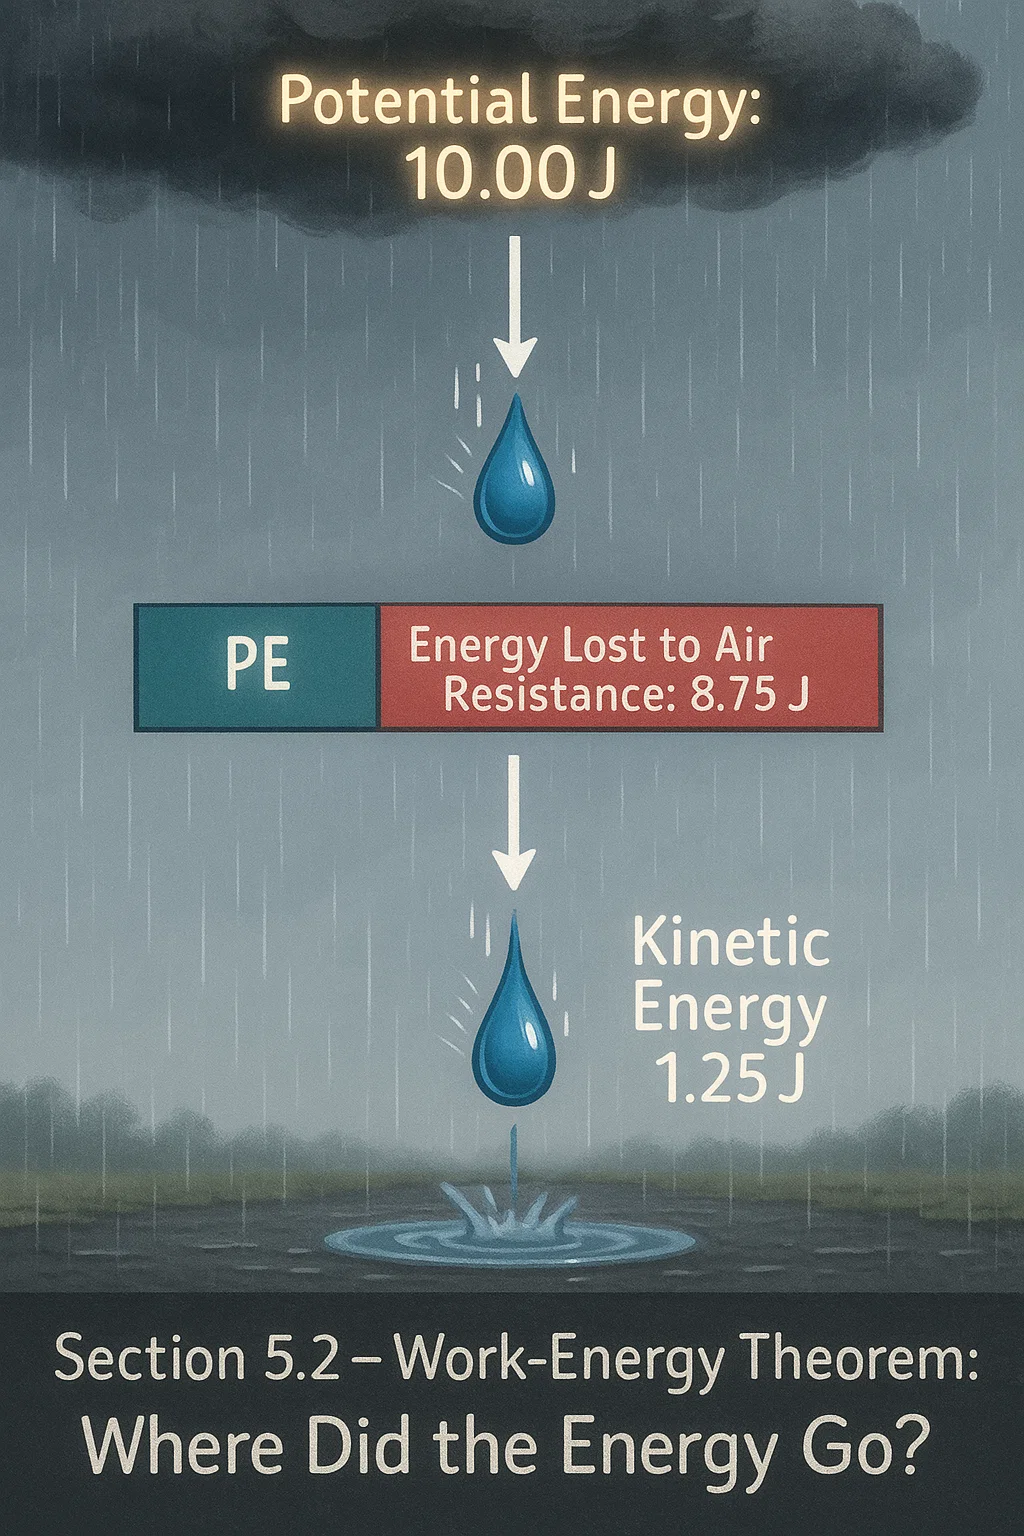 Potential Energy:
10.00 J
PE
Energy Lost to Air
Resistance: 8.75 J
Kinetic
Energy
1.25 J
Section 5.2 – Work-Energy Theorem:
Where Did the Energy Go?